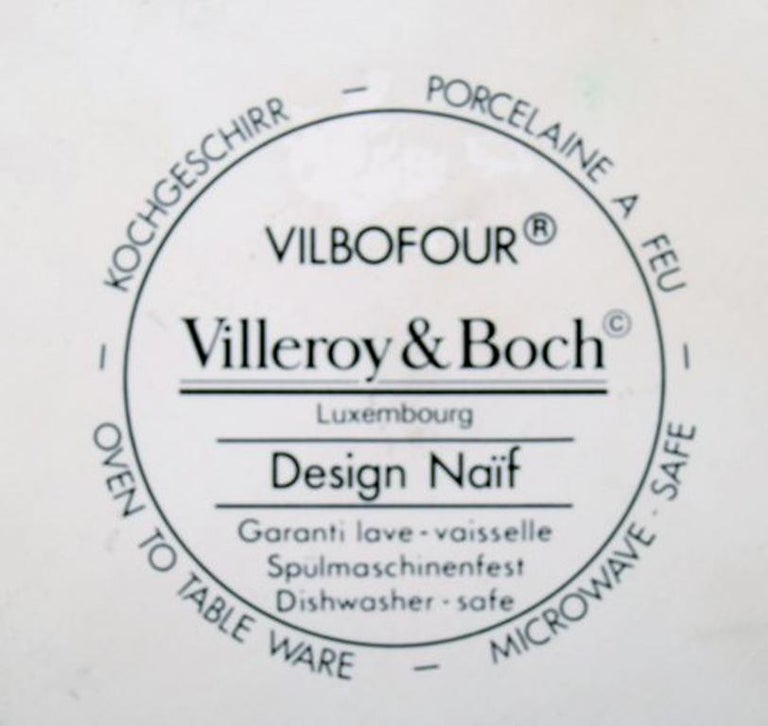 KOCHGESCHIRR – PORCELAINE A FEU –
VILBOFOUR®
Villeroy & Boch©
Luxembourg
Design Naïf
Garanti lave-vaisselle
Spülmaschinenfest
Dishwasher-safe
– OVEN TO TABLE WARE – MICROWAVE-SAFE